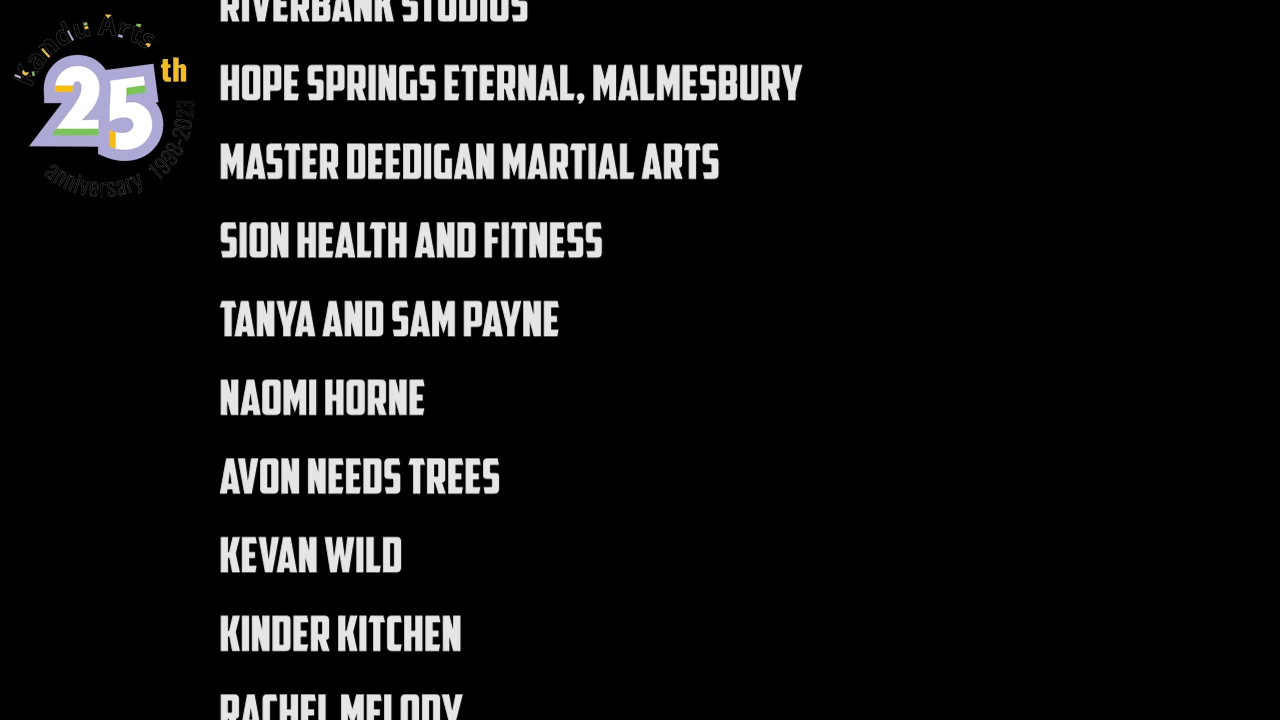 Kandu Arts
25th
anniversary 1998-2023
RIVERBANK STUDIOS
HOPE SPRINGS ETERNAL, MALMESBURY
MASTER DEEDIGAN MARTIAL ARTS
SION HEALTH AND FITNESS
TANYA AND SAM PAYNE
NAOMI HORNE
AVON NEEDS TREES
KEVAN WILD
KINDER KITCHEN
RACHEL MELODY